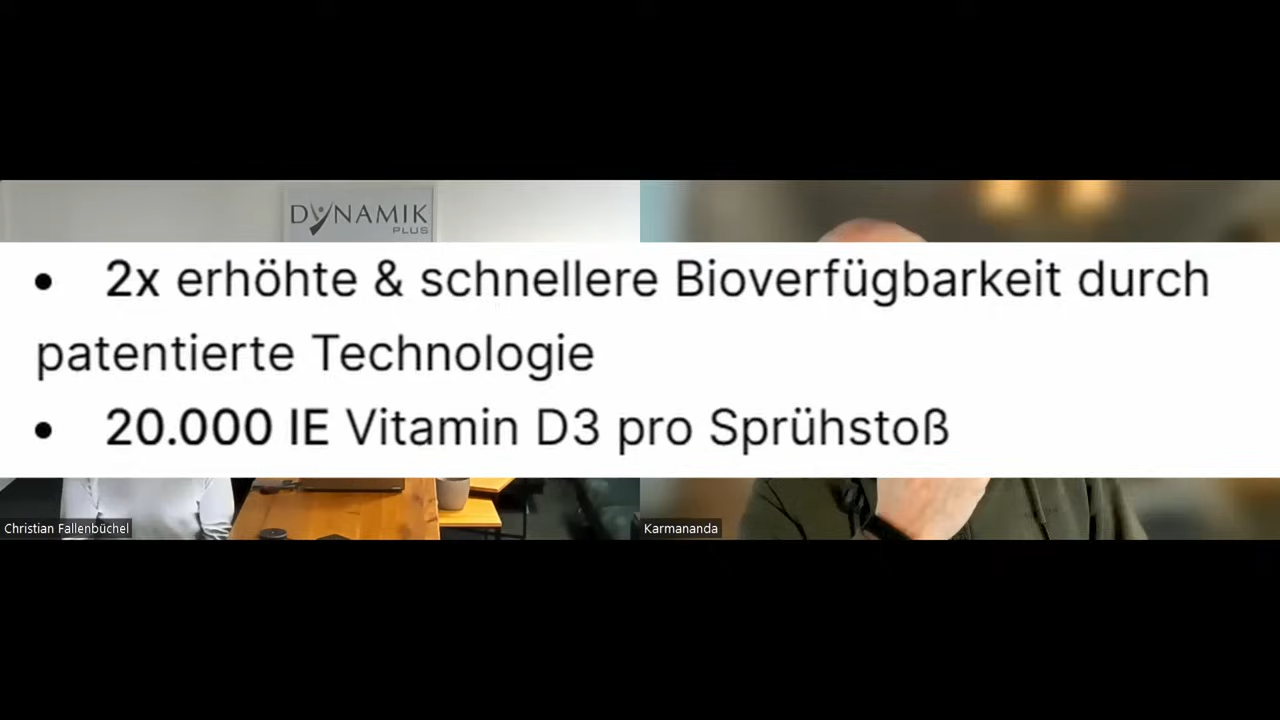 DYNAMIK
PLUS
• 2x erhöhte & schnellere Bioverfügbarkeit durch
patentierte Technologie
• 20.000 IE Vitamin D3 pro Sprühstoß
Christian Fallenbüchel
Karmananda